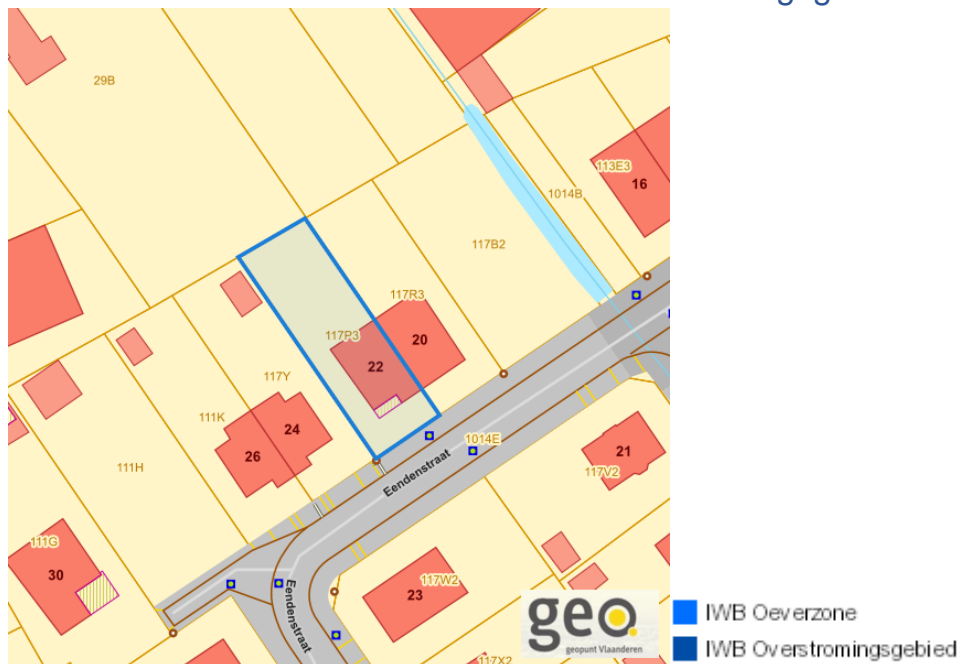 29B
113E3
16
1014B
117B2
117R3
117P3
20
22
117Y
111K
24
26
111H
1014E
Eendenstraat
21
117V2
111G
30
117W2
23
Eendenstraat
117X2
geo
geopunt Vlaanderen
IWB Oeverzone
IWB Overstromingsgebied